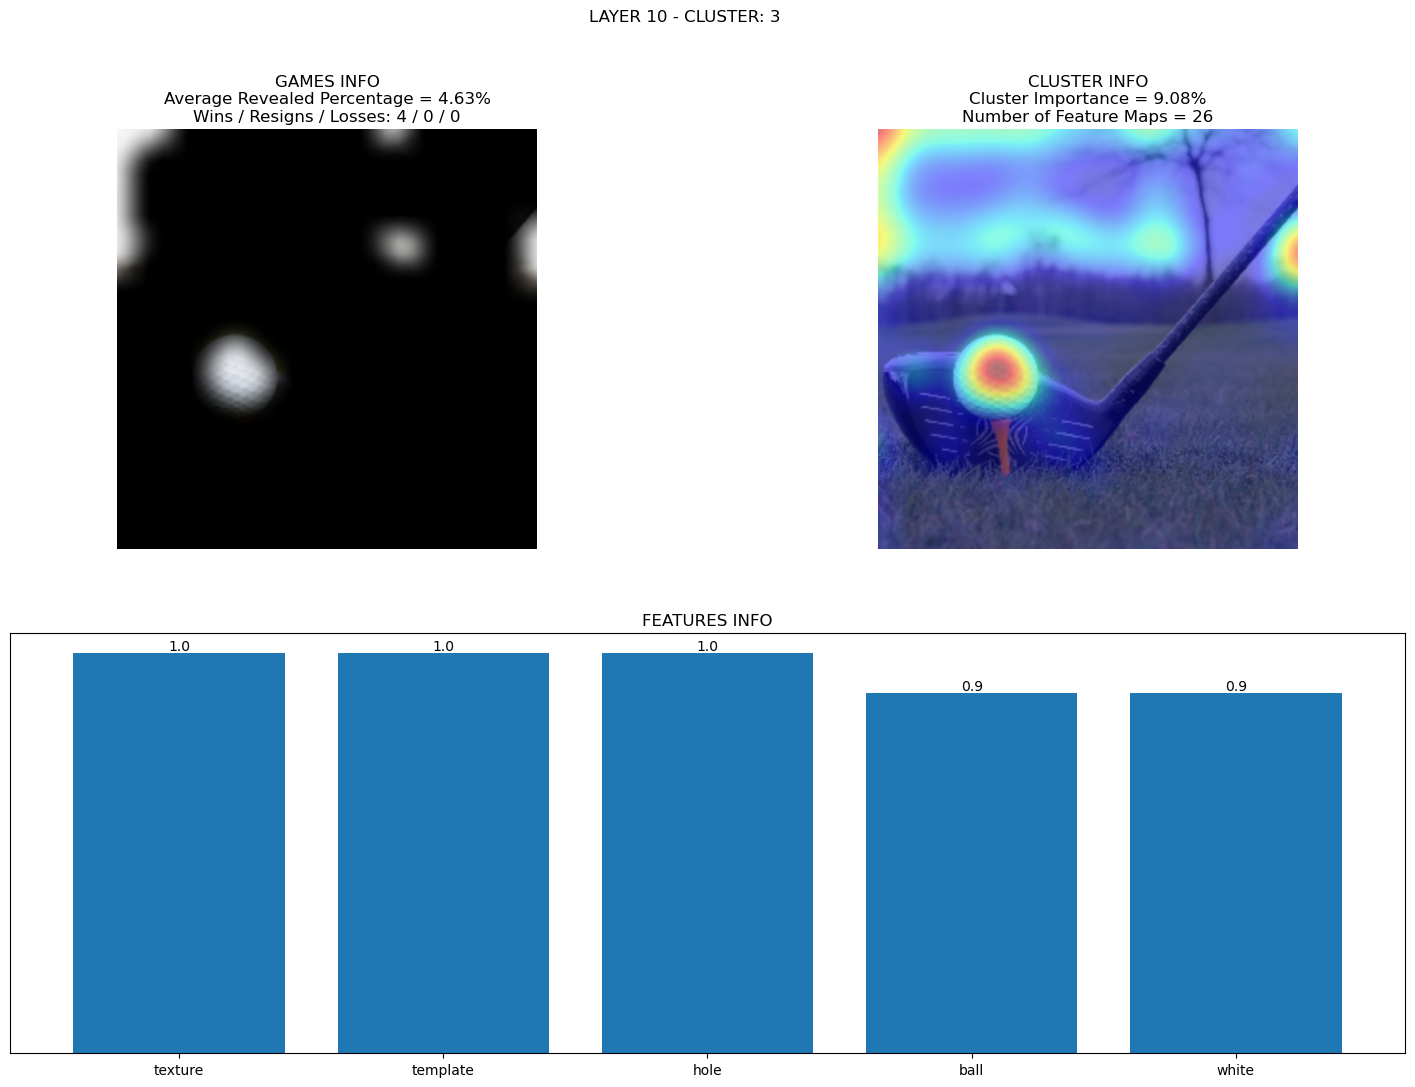 LAYER 10 - CLUSTER: 3
GAMES INFO
Average Revealed Percentage = 4.63%
Wins / Resigns / Losses: 4 / 0 / 0
CLUSTER INFO
Cluster Importance = 9.08%
Number of Feature Maps = 26
FEATURES INFO
1.0
1.0
1.0
0.9
0.9
texture
template
hole
ball
white